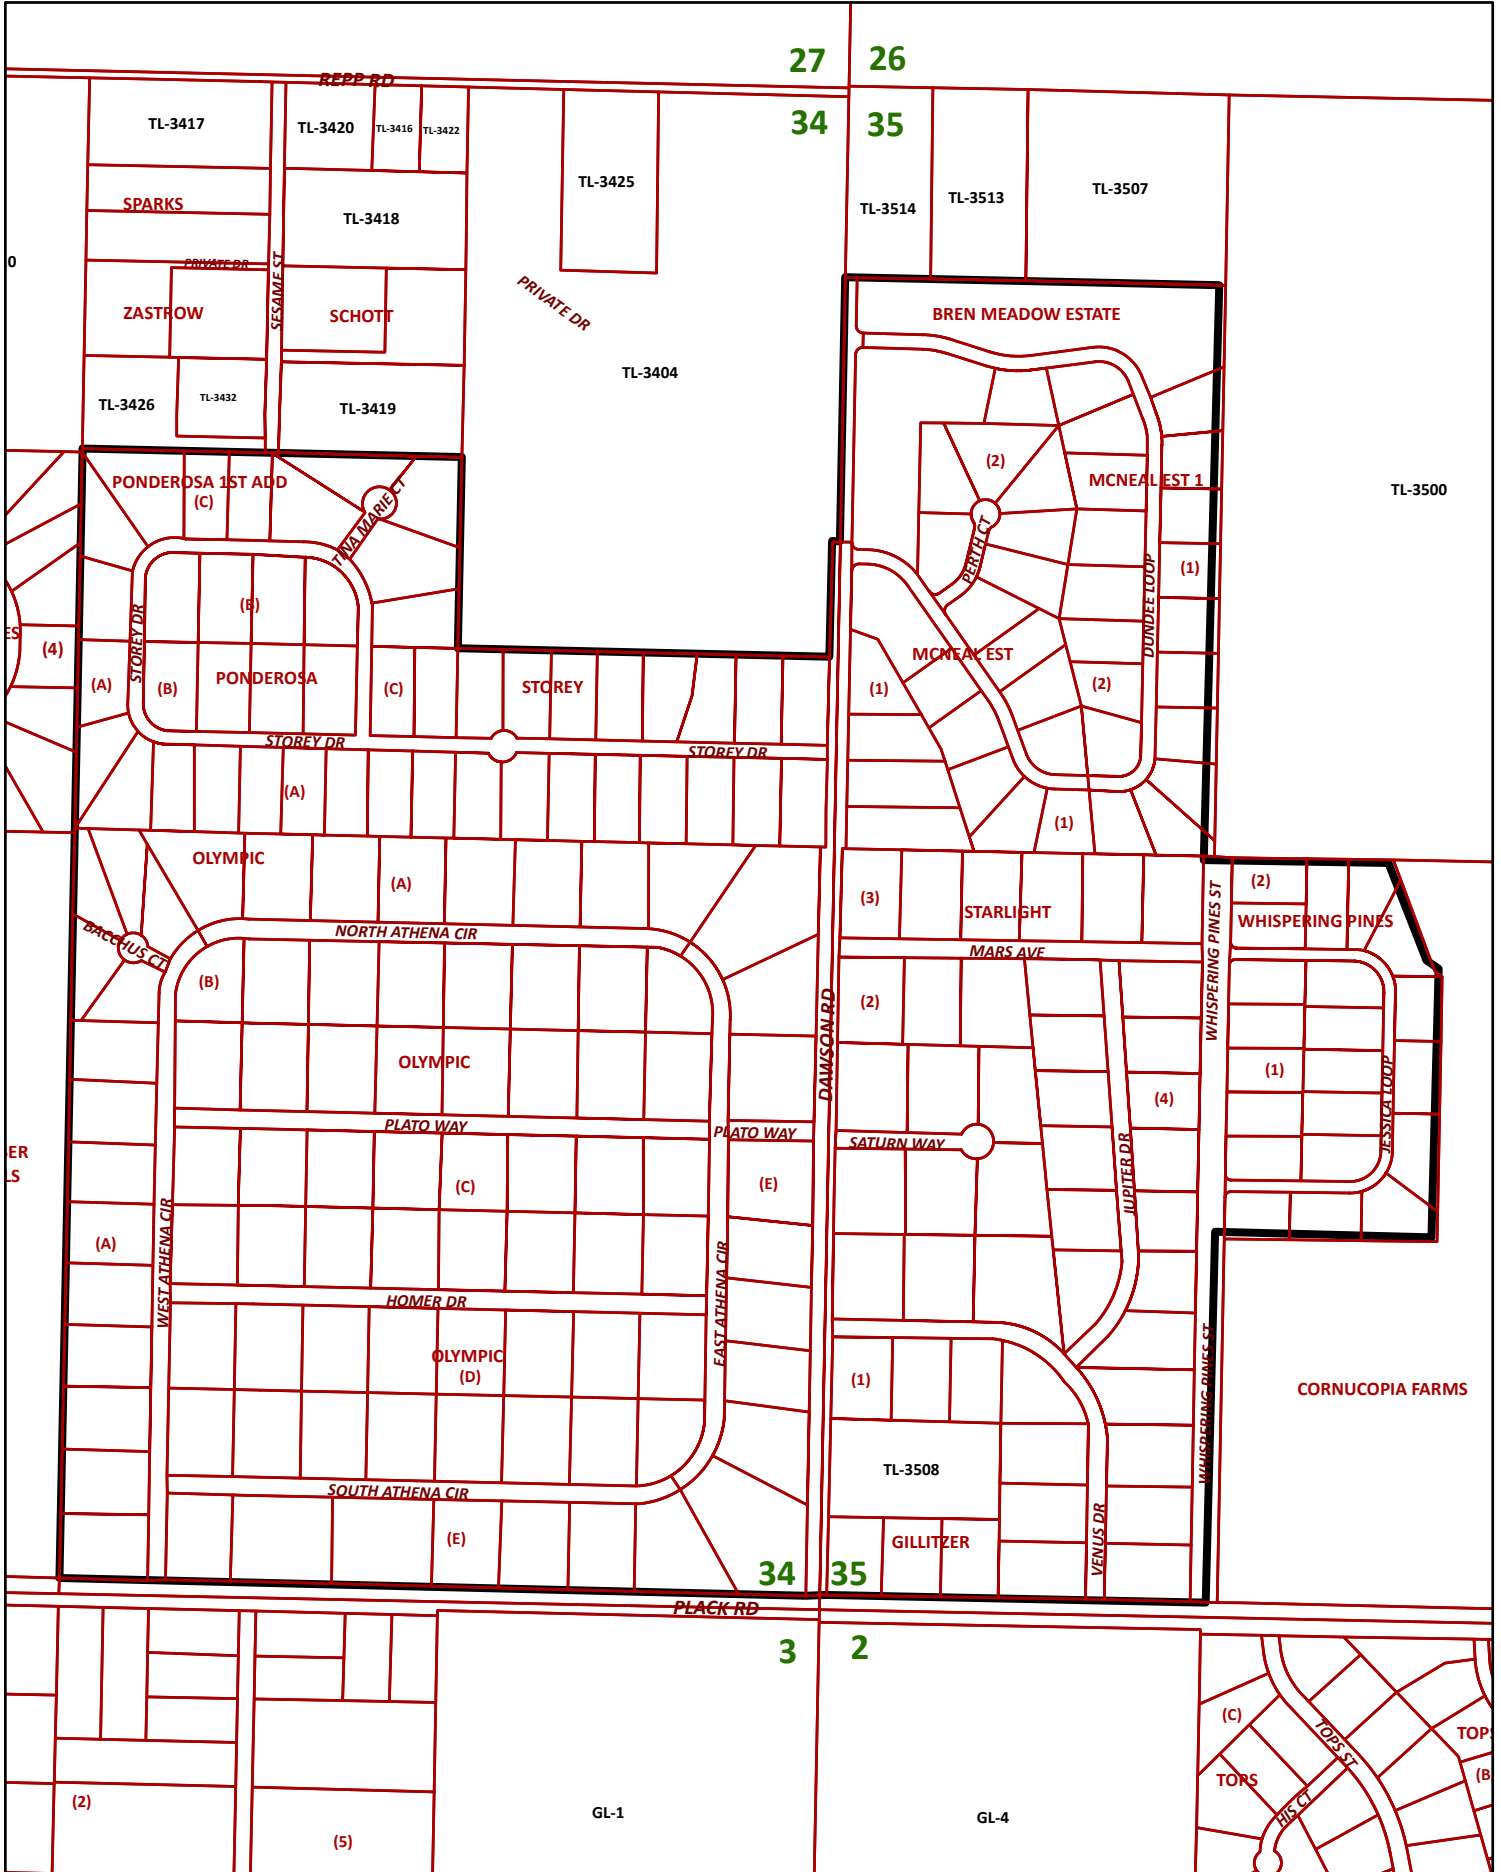 27
26
REPP RD
34
35
TL-3417
TL-3420
TL-3416
TL-3422
TL-3425
TL-3514
TL-3513
TL-3507
SPARKS
TL-3418
0
PRIVATE DR
SESAME ST
ZASTROW
SCHOTT
PRIVATE DR
BREN MEADOW ESTATE
TL-3404
TL-3426
TL-3432
TL-3419
PONDEROSA 1ST ADD
(C)
TINA MARIE CT
(2)
MCNEAL EST 1
TL-3500
PERTH CT
DUNDEE LOOP
(1)
(B)
STOREY DR
ES
(4)
(A)
(B)
PONDEROSA
(C)
STOREY
MCNEAL EST
(1)
(2)
STOREY DR
STOREY DR
(A)
(1)
OLYMPIC
(A)
(3)
STARLIGHT
(2)
WHISPERING PINES
WHISPERING PINES ST
BACCHUS CT
NORTH ATHENA CIR
MARS AVE
(B)
(2)
DAWSON RD
OLYMPIC
(1)
(4)
JESSICA LOOP
PLATO WAY
PLATO WAY
SATURN WAY
JUPITER DR
ER
LS
(C)
(E)
(A)
WEST ATHENA CIR
EAST ATHENA CIR
HOMER DR
OLYMPIC
(D)
(1)
WHISPERING PINES ST
CORNUCOPIA FARMS
TL-3508
SOUTH ATHENA CIR
(E)
GILLITZER
VENUS DR
34
35
PLACK RD
3
2
(C)
TOPS ST
TOPS
TOPS
(B
HIS CT
(2)
(5)
GL-1
GL-4